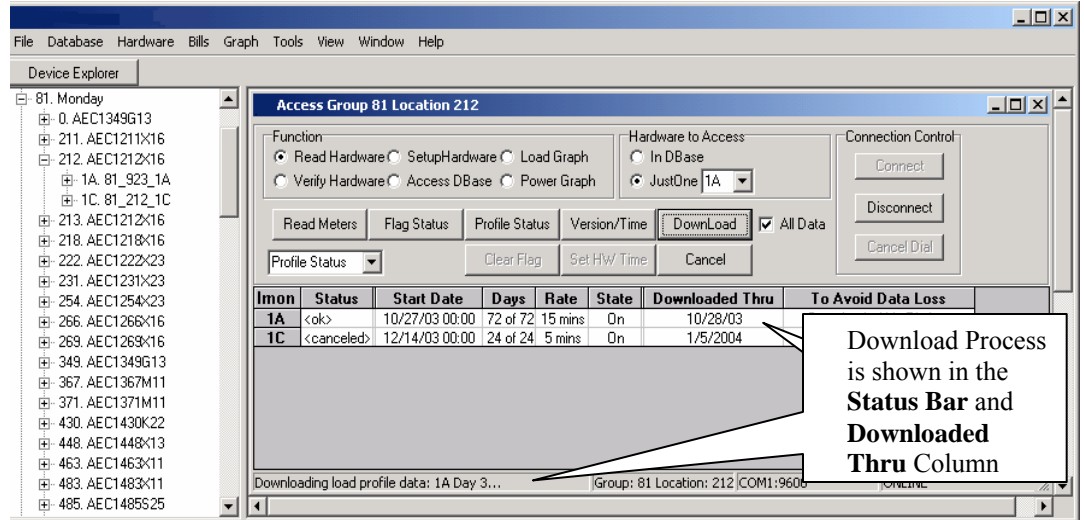 File Database Hardware Bills Graph Tools View Window Help
Device Explorer
81. Monday
0. AEC1349G13
211. AEC1211X16
212. AEC1212X16
1A. 81_923_1A
1C. 81_212_1C
213. AEC1212X16
218. AEC1218X16
222. AEC1222X23
231. AEC1231X23
254. AEC1254X23
266. AEC1266X16
269. AEC1269X16
349. AEC1349G13
367. AEC1367M11
371. AEC1371M11
430. AEC1430K22
448. AEC1448X13
463. AEC1463X11
483. AEC1483X11
485. AEC1485S25
Access Group 81 Location 212
Function
Read Hardware SetupHardware Load Graph
Verify Hardware Access DBase Power Graph
Hardware to Access
In DBase
JustOne 1A
Connection Control
Connect
Disconnect
Cancel Dial
Read Meters Flag Status Profile Status Version/Time DownLoad All Data
Profile Status Clear Flag Set HW Time Cancel
Imon Status Start Date Days Rate State Downloaded Thru To Avoid Data Loss
1A <ok> 10/27/03 00:00 72 of 72 15 mins On 10/28/03
1C <canceled> 12/14/03 00:00 24 of 24 5 mins On 1/5/2004
Download Process
is shown in the
Status Bar and
Downloaded
Thru Column
Downloading load profile data: 1A Day 3... Group: 81 Location: 212 COM1:9600 ONLINE